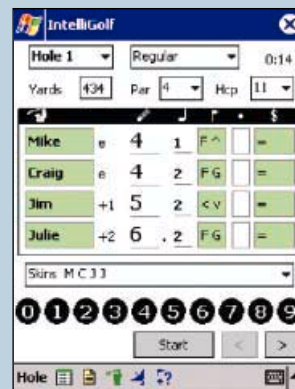 IntelliGolf
Hole 1 Regular 0:14
Yards 434 Par 4 Hcp 11
$
Mike e 4 1 F ^ =
Craig e 4 2 F G =
Jim +1 5 2 < v =
Julie +2 6 . 2 F G =
Skins M C J J
0 1 2 3 4 5 6 7 8 9
Start < >
Hole